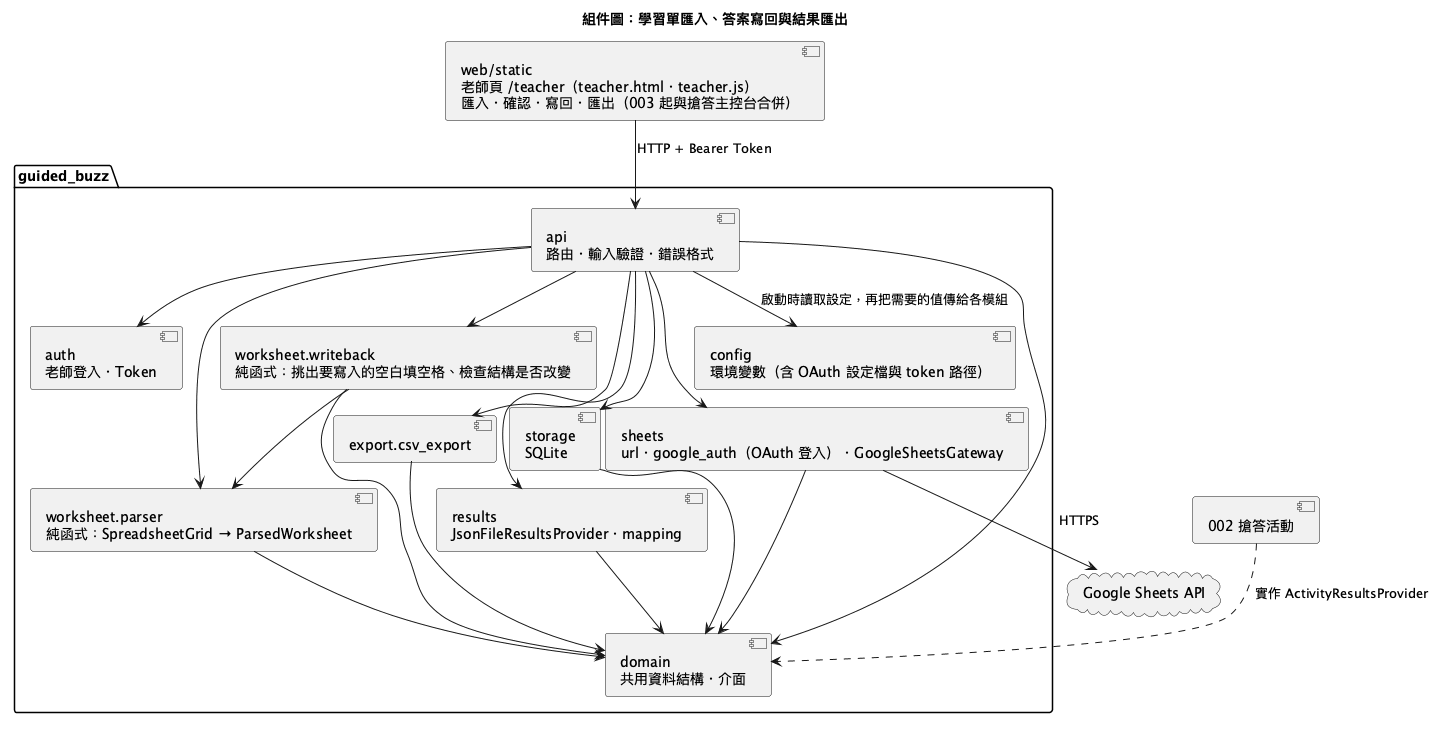 組件圖：學習單匯入、答案寫回與結果匯出
web/static
老師頁 /teacher（teacher.html・teacher.js）
匯入・確認・寫回・匯出（003 起與搶答主控台合併）
HTTP + Bearer Token
guided_buzz
api
路由・輸入驗證・錯誤格式
啟動時讀取設定，再把需要的值傳給各模組
auth
老師登入・Token
worksheet.writeback
純函式：挑出要寫入的空白填空格、檢查結構是否改變
config
環境變數（含 OAuth 設定檔與 token 路徑）
export.csv_export
storage
SQLite
sheets
url・google_auth（OAuth 登入）・GoogleSheetsGateway
worksheet.parser
純函式：SpreadsheetGrid → ParsedWorksheet
results
JsonFileResultsProvider・mapping
HTTPS
002 搶答活動
Google Sheets API
實作 ActivityResultsProvider
domain
共用資料結構・介面